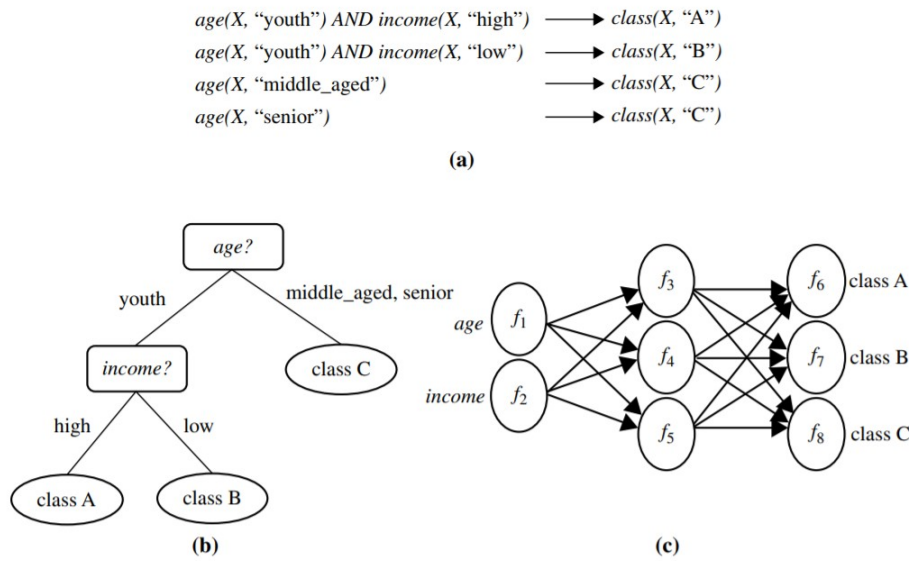 age(X, “youth”) AND income(X, “high”) class(X, “A”)
age(X, “youth”) AND income(X, “low”) class(X, “B”)
age(X, “middle_aged”) class(X, “C”)
age(X, “senior”) class(X, “C”)
(a)
age?
youth
middle_aged, senior
income?
class C
high
low
class A
class B
(b)
age
income
f1
f2
f3
f4
f5
f6
f7
f8
class A
class B
class C
(c)